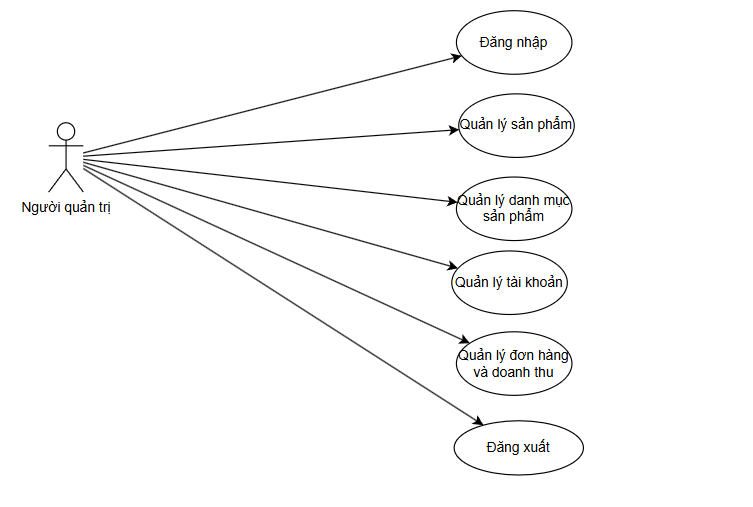 Đăng nhập
Quản lý sản phẩm
Người quản trị
Quản lý danh mục
sản phẩm
Quản lý tài khoản
Quản lý đơn hàng
và doanh thu
Đăng xuất